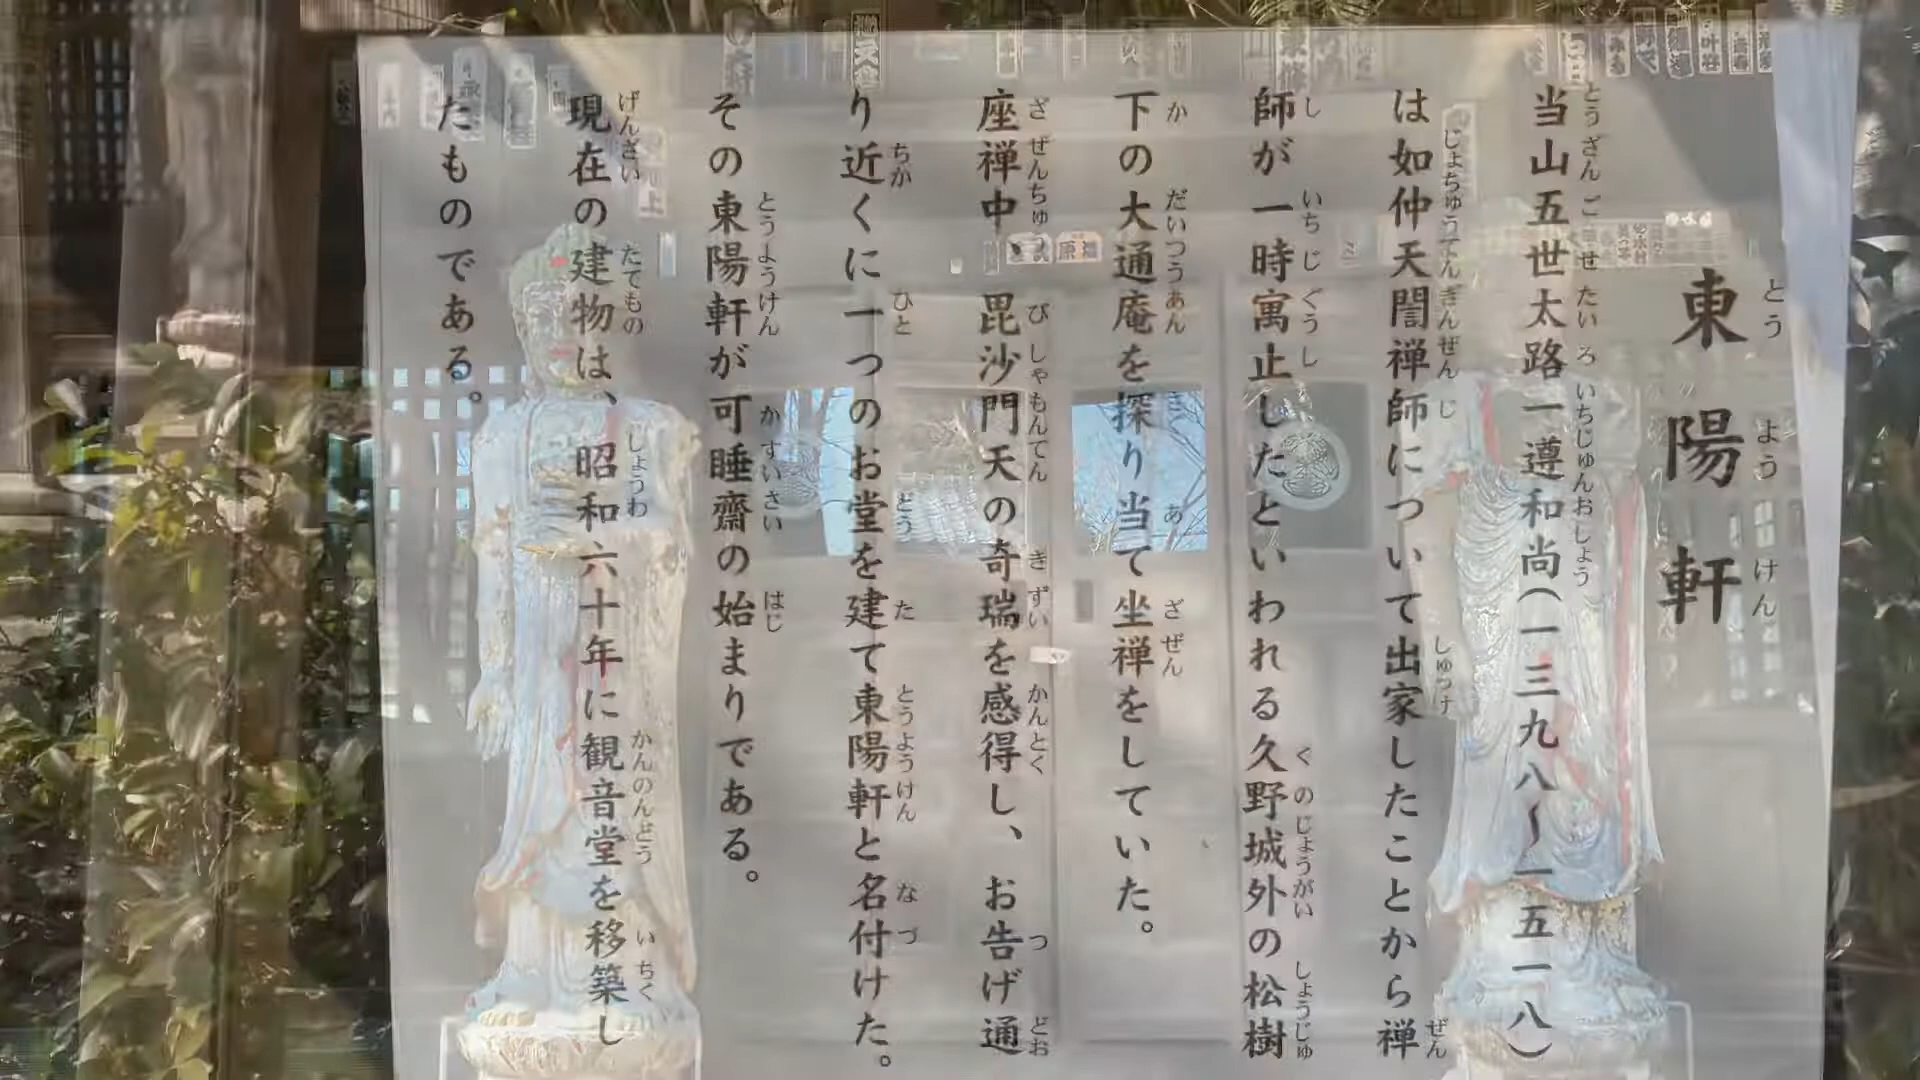 東陽軒
当山五世太路一遵和尚(一三九八〜一五一八)
は如仲天誾禅師について出家したことから禅
師が一時寓止したといわれる久野城外の松樹
下の大通庵を探り当て坐禅をしていた。
座禅中、毘沙門天の奇瑞を感得し、お告げ通
り近くに一つのお堂を建て東陽軒と名付けた。
その東陽軒が可睡齋の始まりである。
現在の建物は、昭和六十年に観音堂を移築し
たものである。